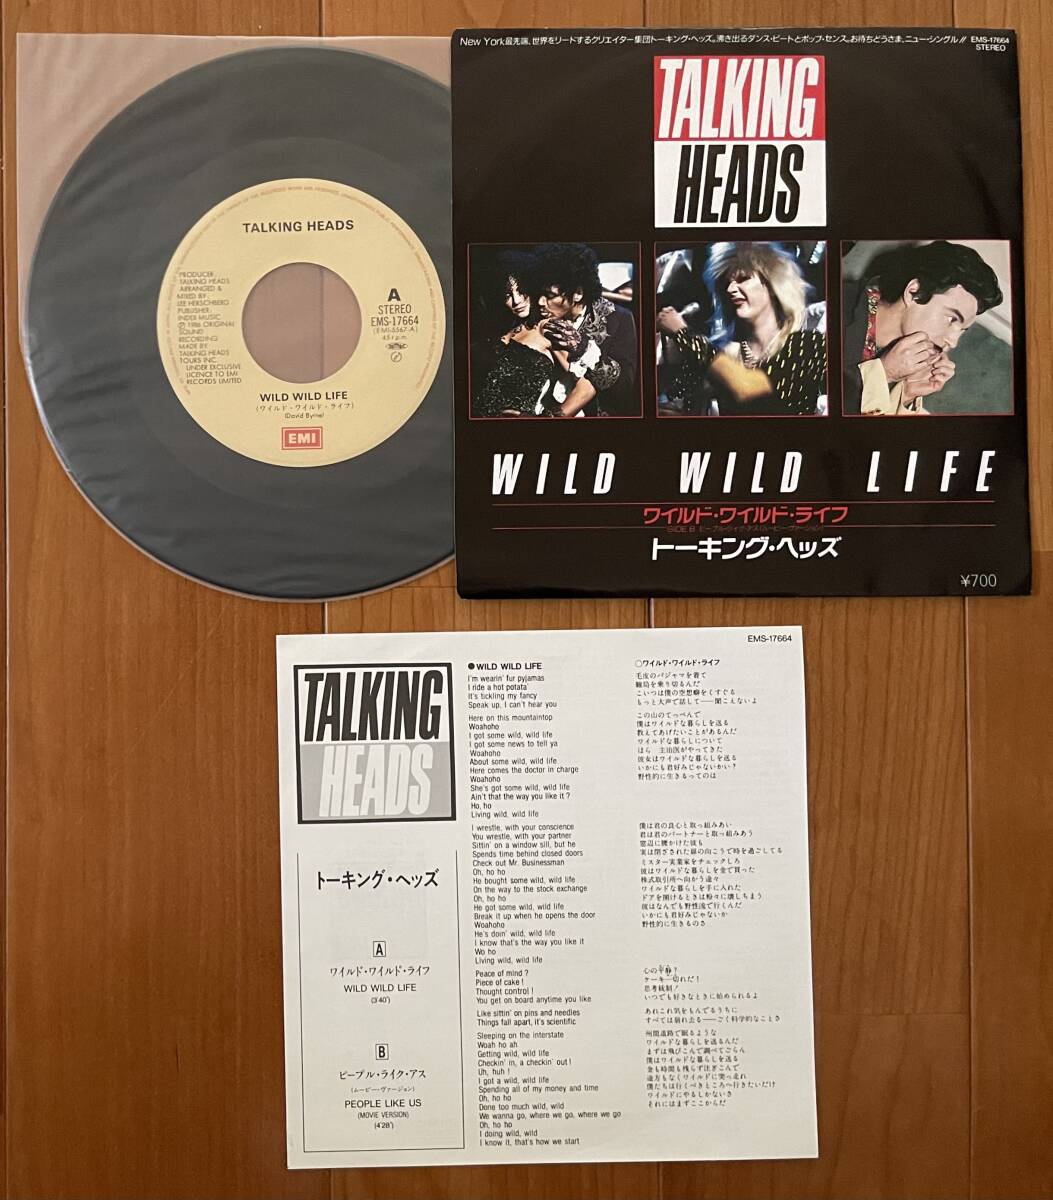 TALKING HEADS
PRODUCER:
TALKING HEADS
ARRANGED &
MIXED BY:
LEE HERSCHBERG
PUBLISHER:
INDEX MUSIC
Ⓟ 1986 ORIGINAL
SOUND
RECORDING
MADE BY
TALKING HEADS
TOURS INC.
UNDER EXCLUSIVE
LICENCE TO EMI
RECORDS LIMITED
A
STEREO
EMS-17664
(EMI-5567-A)
45 r.p.m.
WILD WILD LIFE
(ワイルド・ワイルド・ライフ)
(David Byrne)
EMI
New York最先端、世界をリードするクリエイター集団トーキング・ヘッズ。沸き出るダンス・ビートとポップ・センス。お待ちどうさま、ニュー・シングル!!
EMS-17664
STEREO
TALKING
HEADS
WILD WILD LIFE
ワイルド・ワイルド・ライフ
SIDE B ピープル・ライク・アス(ムービー・ヴァージョン)
トーキング・ヘッズ
¥700
EMS-17664
TALKING
HEADS
トーキング・ヘッズ
A
ワイルド・ワイルド・ライフ
WILD WILD LIFE
(3'40")
B
ピープル・ライク・アス
(ムービー・ヴァージョン)
PEOPLE LIKE US
(MOVIE VERSION)
(4'28")
●WILD WILD LIFE
I'm wearin' fur pyjamas
I ride a hot potata'
It's tickling my fancy
Speak up, I can't hear you
Here on this mountaintop
Woahoho
I got some wild, wild life
I got some news to tell ya
Woahoho
About some wild, wild life
Here comes the doctor in charge
Woahoho
She's got some wild, wild life
Ain't that the way you like it?
Ho, ho
Living wild, wild life
I wrestle, with your conscience
You wrestle, with your partner
Sittin' on a window sill, but he
Spends time behind closed doors
Check out Mr. Businessman
Oh, ho ho
He bought some wild, wild life
On the way to the stock exchange
Oh, ho ho
He got some wild, wild life
Break it up when he opens the door
Woahoho
He's doin' wild, wild life
I know that's the way you like it
Wo ho
Living wild, wild life
Peace of mind?
Piece of cake!
Thought control!
You get on board anytime you like
Like sittin' on pins and needles
Things fall apart, it's scientific
Sleeping on the interstate
Woah ho ah
Getting wild, wild life
Checkin' in, a checkin' out!
Uh, huh!
I got a wild, wild life
Spending all of my money and time
Oh, ho ho
Done too much wild, wild
We wanna go, where we go, where we go
Oh, ho ho
I doing wild, wild
I know it, that's how we start
○ワイルド・ワイルド・ライフ
毛皮のパジャマを着て
難局を乗り切るんだ
こいつは僕の空想癖をくすぐる
もっと大声で話して——聞こえないよ
この山のてっぺんで
僕はワイルドな暮らしを送る
教えてあげたいことがあるんだ
ワイルドな暮らしについて
ほら 主治医がやってきた
彼女はワイルドな暮らしを送る
いかにも君好みじゃないかい?
野性的に生きるってのは
僕は君の良心と取っ組みあい
君は君のパートナーと取っ組みあう
窓辺に腰かけた彼も
実は閉ざされた扉の向こうで時を過ごしてる
ミスター実業家をチェックしろ
彼はワイルドな暮らしを金で買った
株式取引所へ向かう途々
ワイルドな暮らしを手に入れた
ドアを開けるときは粉々に壊しちまう
彼はなんでも野性流で行くんだ
いかにも君好みじゃないか
野性的に生きるのさ
心の平静?
ケーキ一切れだ!
思考統制!
いつでも好きなときに始められるよ
あれこれ気をもんでるうちに
すべては崩れ去る——ごく科学的なことさ
州間道路で眠るような
ワイルドな暮らしを送るんだ
まずは飛びこんで調べてごらん
僕はワイルドな暮らしを送る
金も時間も残らず注ぎこんで
途方もなくワイルドに突っ走れ
僕たちは行くべきところへ行きたいだけ
ワイルドにやるしかないさ
それにはまずここからだ